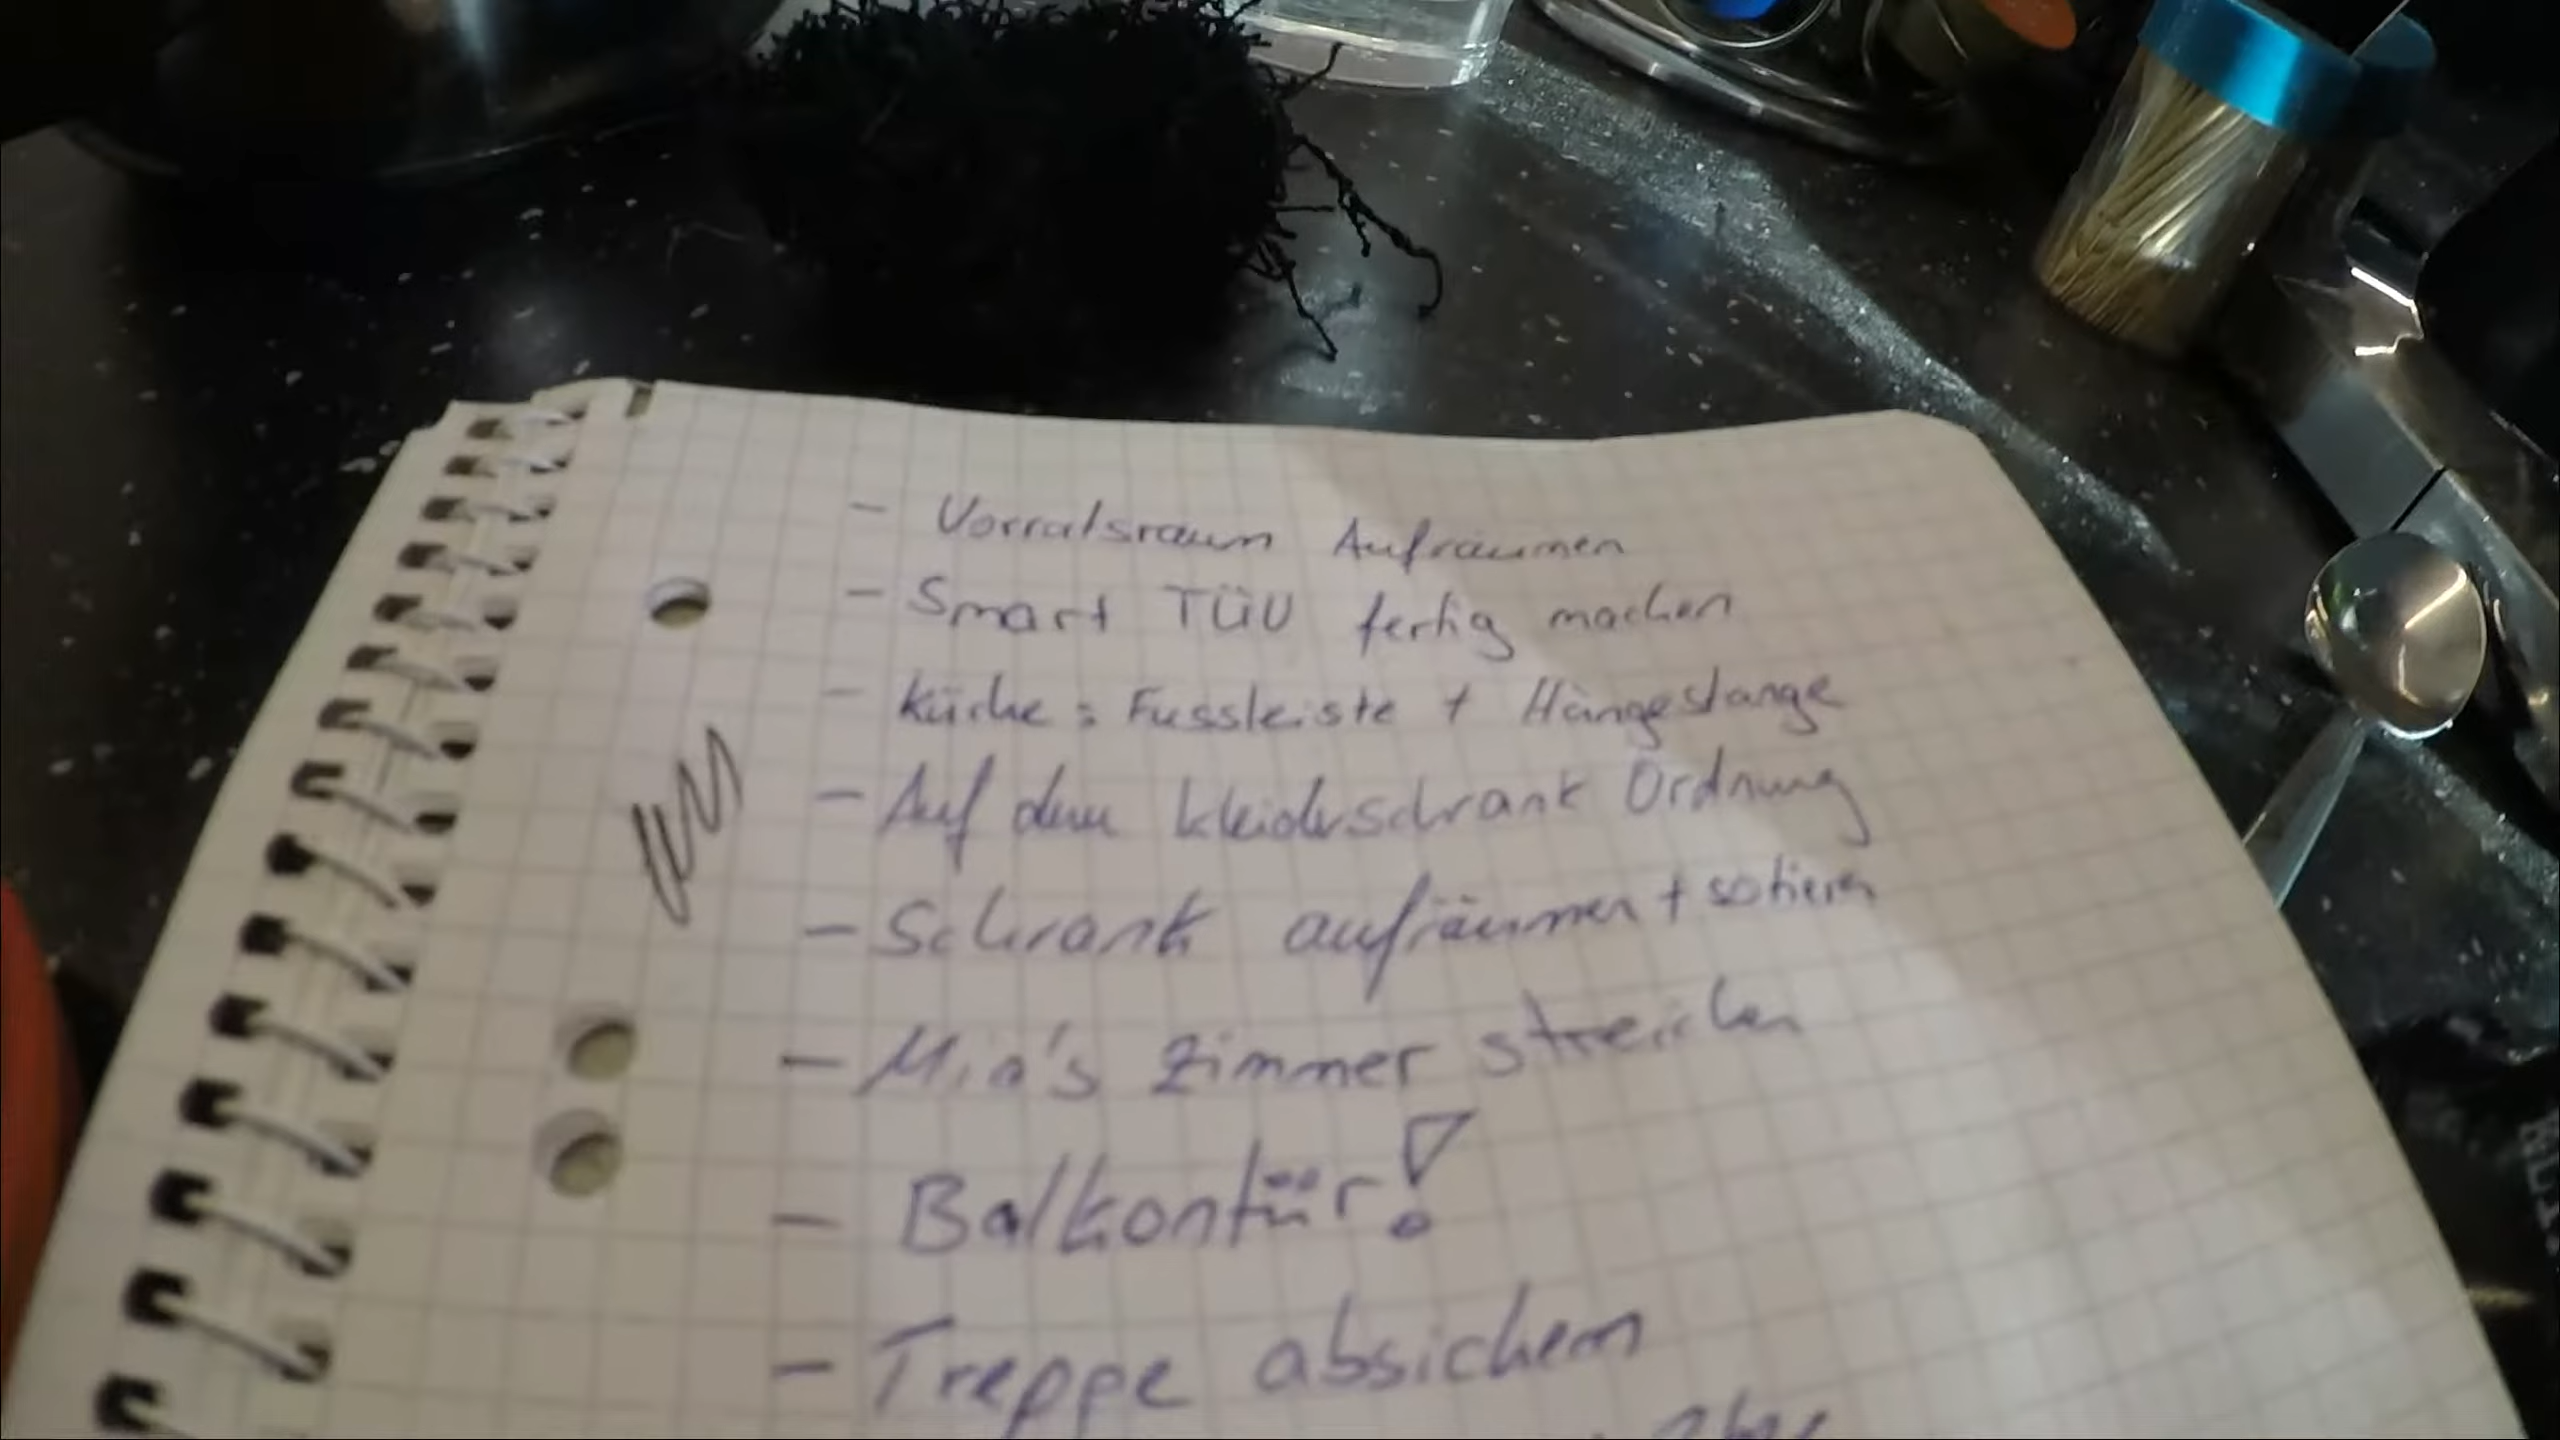 - Vorratsraum Aufräumen
- Smart TÜV fertig machen
- Küche: Fussleiste + Hängestange
- Auf dem Kleiderschrank Ordnung
- Schrank aufräumen + sotieren
- Mia's Zimmer streichen
- Balkontür!
- Treppe absichern